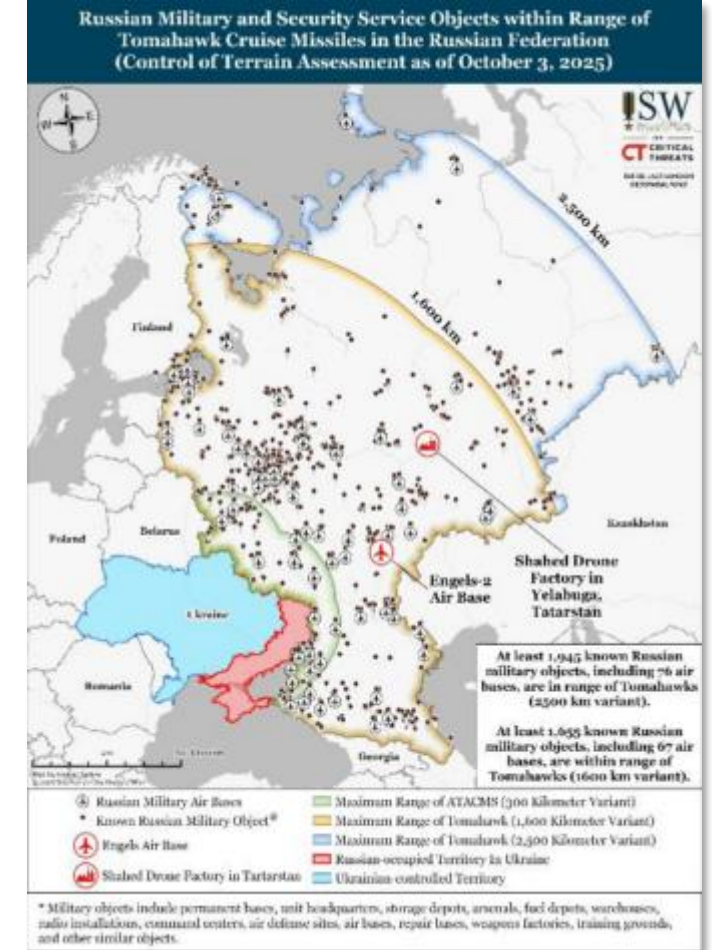 Russian Military and Security Service Objects within Range of
Tomahawk Cruise Missiles in the Russian Federation
(Control of Terrain Assessment as of October 3, 2025)
N
W
E
S
ISW
CT CRITICAL
THREATS
2,500 km
1,600 km
Finland
Poland
Belarus
Ukraine
Romania
Kazakhstan
Georgia
Engels-2
Air Base
Shahed Drone
Factory in
Yelabuga,
Tatarstan
At least 1,945 known Russian
military objects, including 76 air
bases, are in range of Tomahawks
(2500 km variant).
At least 1,655 known Russian
military objects, including 67 air
bases, are within range of
Tomahawks (1600 km variant).
Russian Military Air Bases
Known Russian Military Object*
Engels Air Base
Shahed Drone Factory in Tartarstan
Maximum Range of ATACMS (300 Kilometer Variant)
Maximum Range of Tomahawk (1,600 Kilometer Variant)
Maximum Range of Tomahawk (2,500 Kilometer Variant)
Russian-occupied Territory in Ukraine
Ukrainian-controlled Territory
* Military objects include permanent bases, unit headquarters, storage depots, arsenals, fuel depots, warehouses,
radio installations, command centers, air defense sites, air bases, repair bases, weapons factories, training grounds,
and other similar objects.